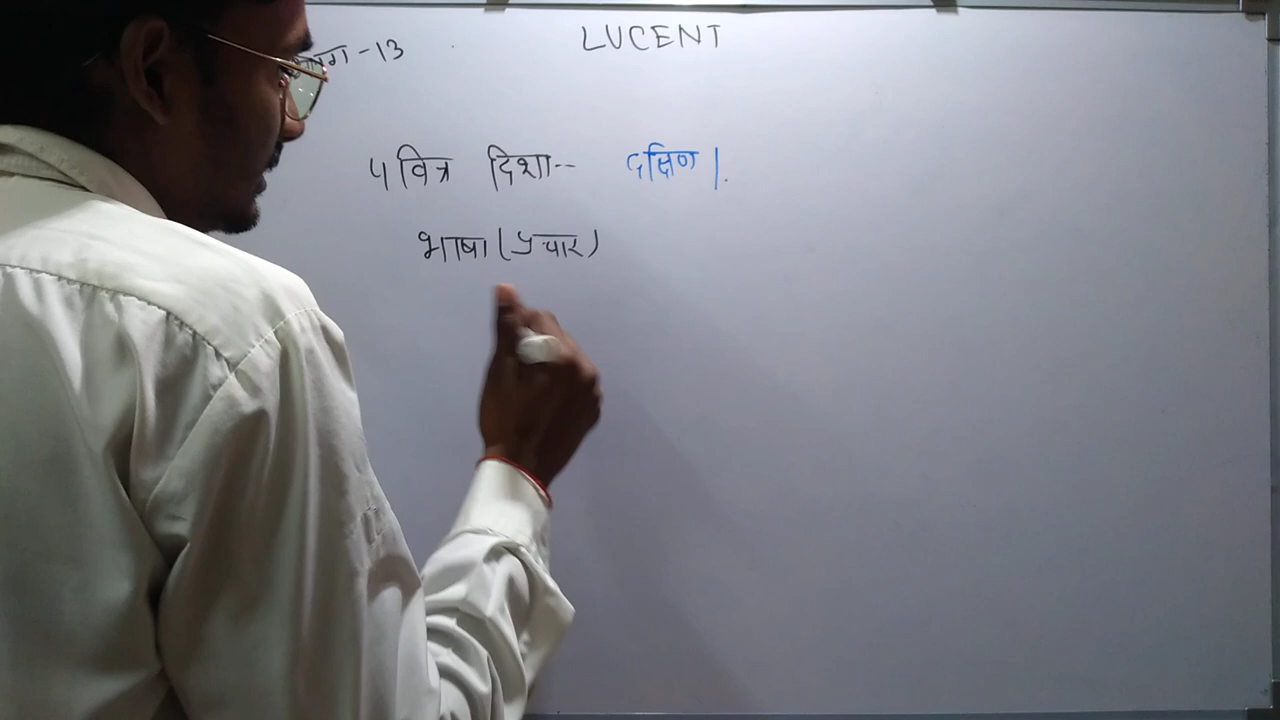 भाग -13
LUCENT
पवित्र दिशा-- दक्षिण।.
भाषा (प्रचार)